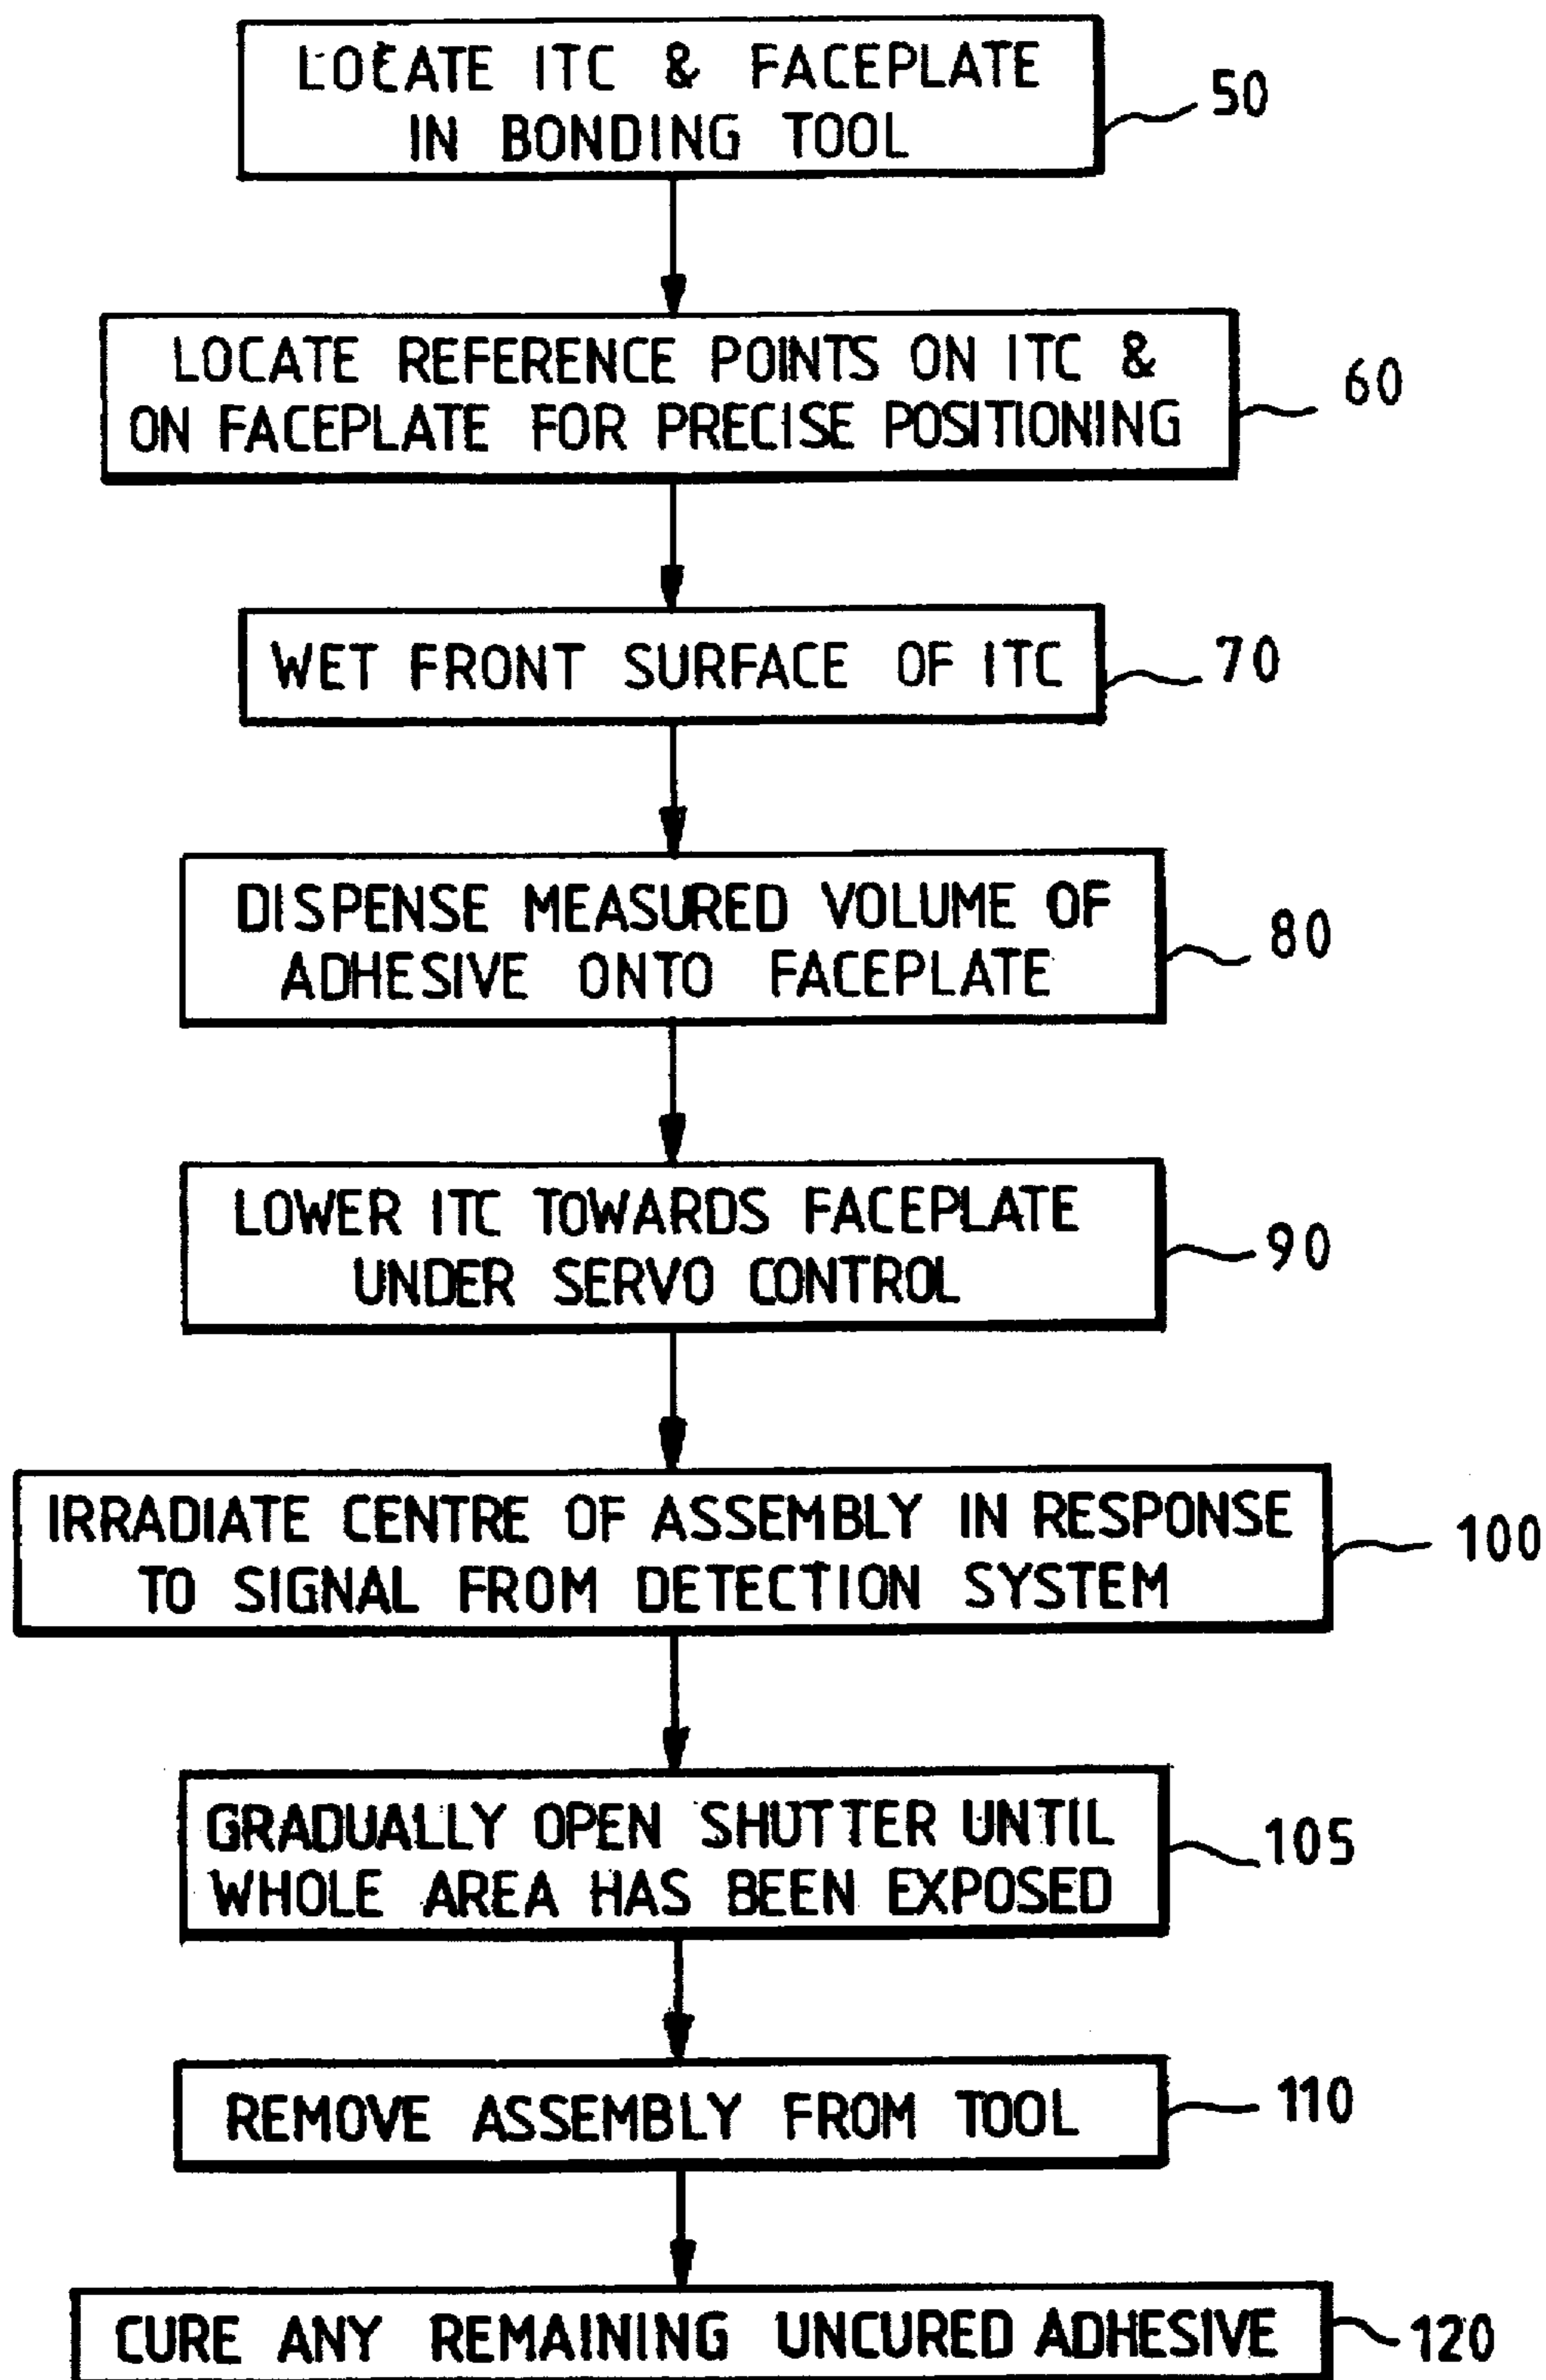 LOCATE ITC & FACEPLATE
IN BONDING TOOL
50
LOCATE REFERENCE POINTS ON ITC &
ON FACEPLATE FOR PRECISE POSITIONING
60
WET FRONT SURFACE OF ITC
70
DISPENSE MEASURED VOLUME OF
ADHESIVE ONTO FACEPLATE
80
LOWER ITC TOWARDS FACEPLATE
UNDER SERVO CONTROL
90
IRRADIATE CENTRE OF ASSEMBLY IN RESPONSE
TO SIGNAL FROM DETECTION SYSTEM
100
GRADUALLY OPEN SHUTTER UNTIL
WHOLE AREA HAS BEEN EXPOSED
105
REMOVE ASSEMBLY FROM TOOL
110
CURE ANY REMAINING UNCURED ADHESIVE
120